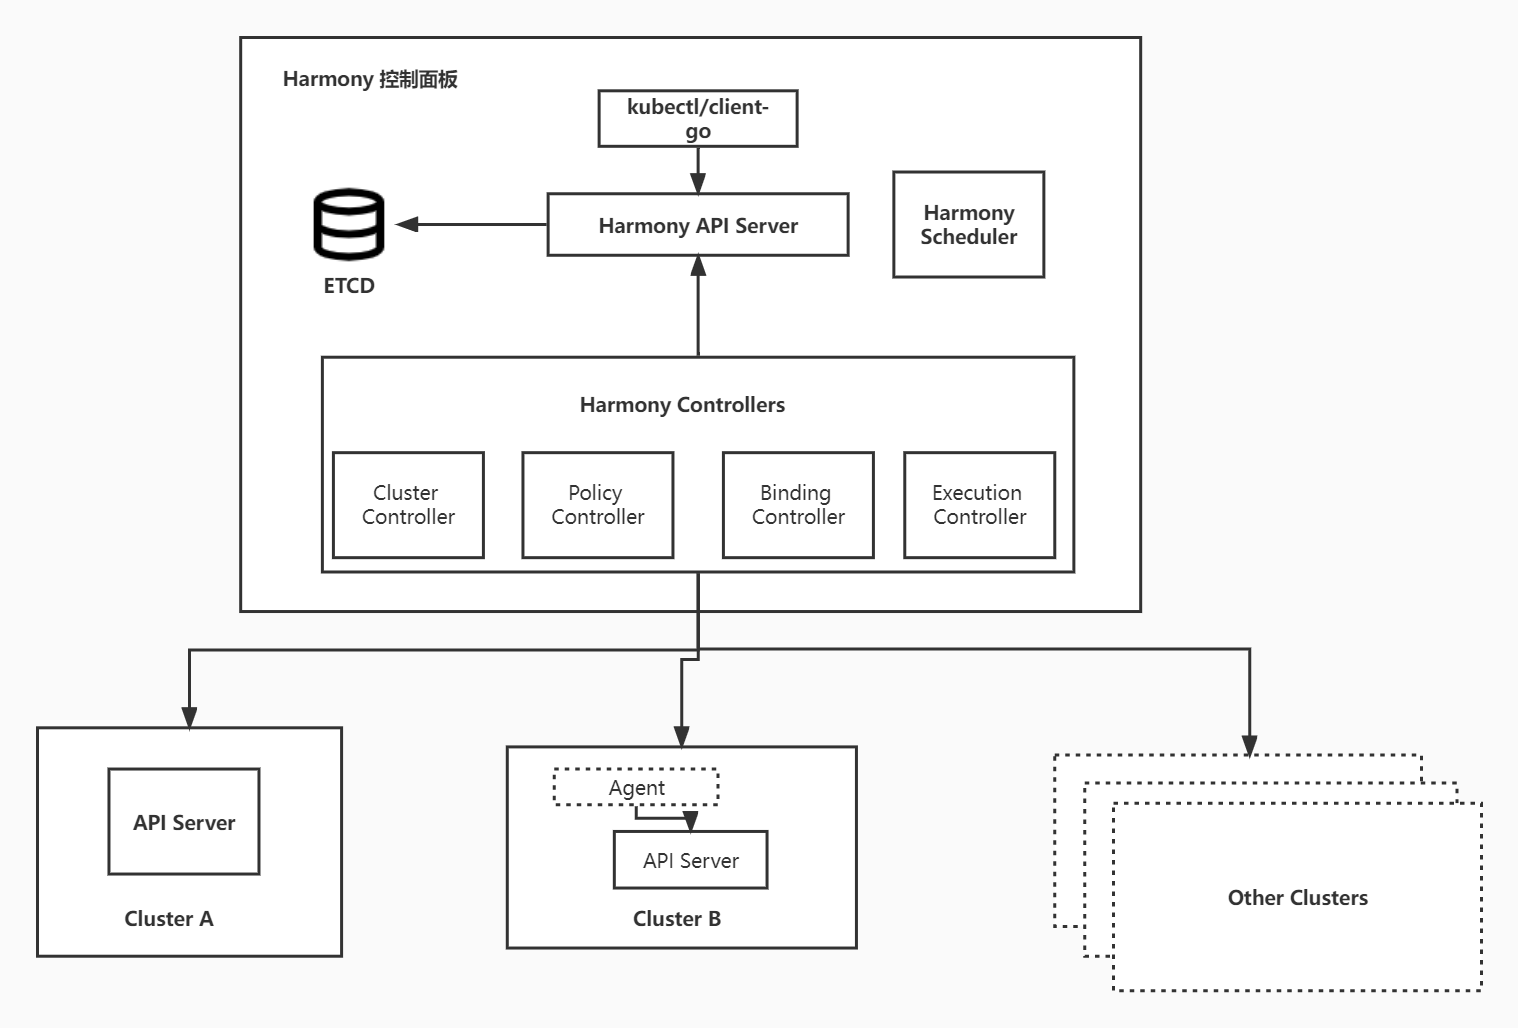 Harmony 控制面板
kubectl/client-
go
Harmony API Server
Harmony
Scheduler
ETCD
Harmony Controllers
Cluster
Controller
Policy
Controller
Binding
Controller
Execution
Controller
API Server
Cluster A
Agent
API Server
Cluster B
Other Clusters